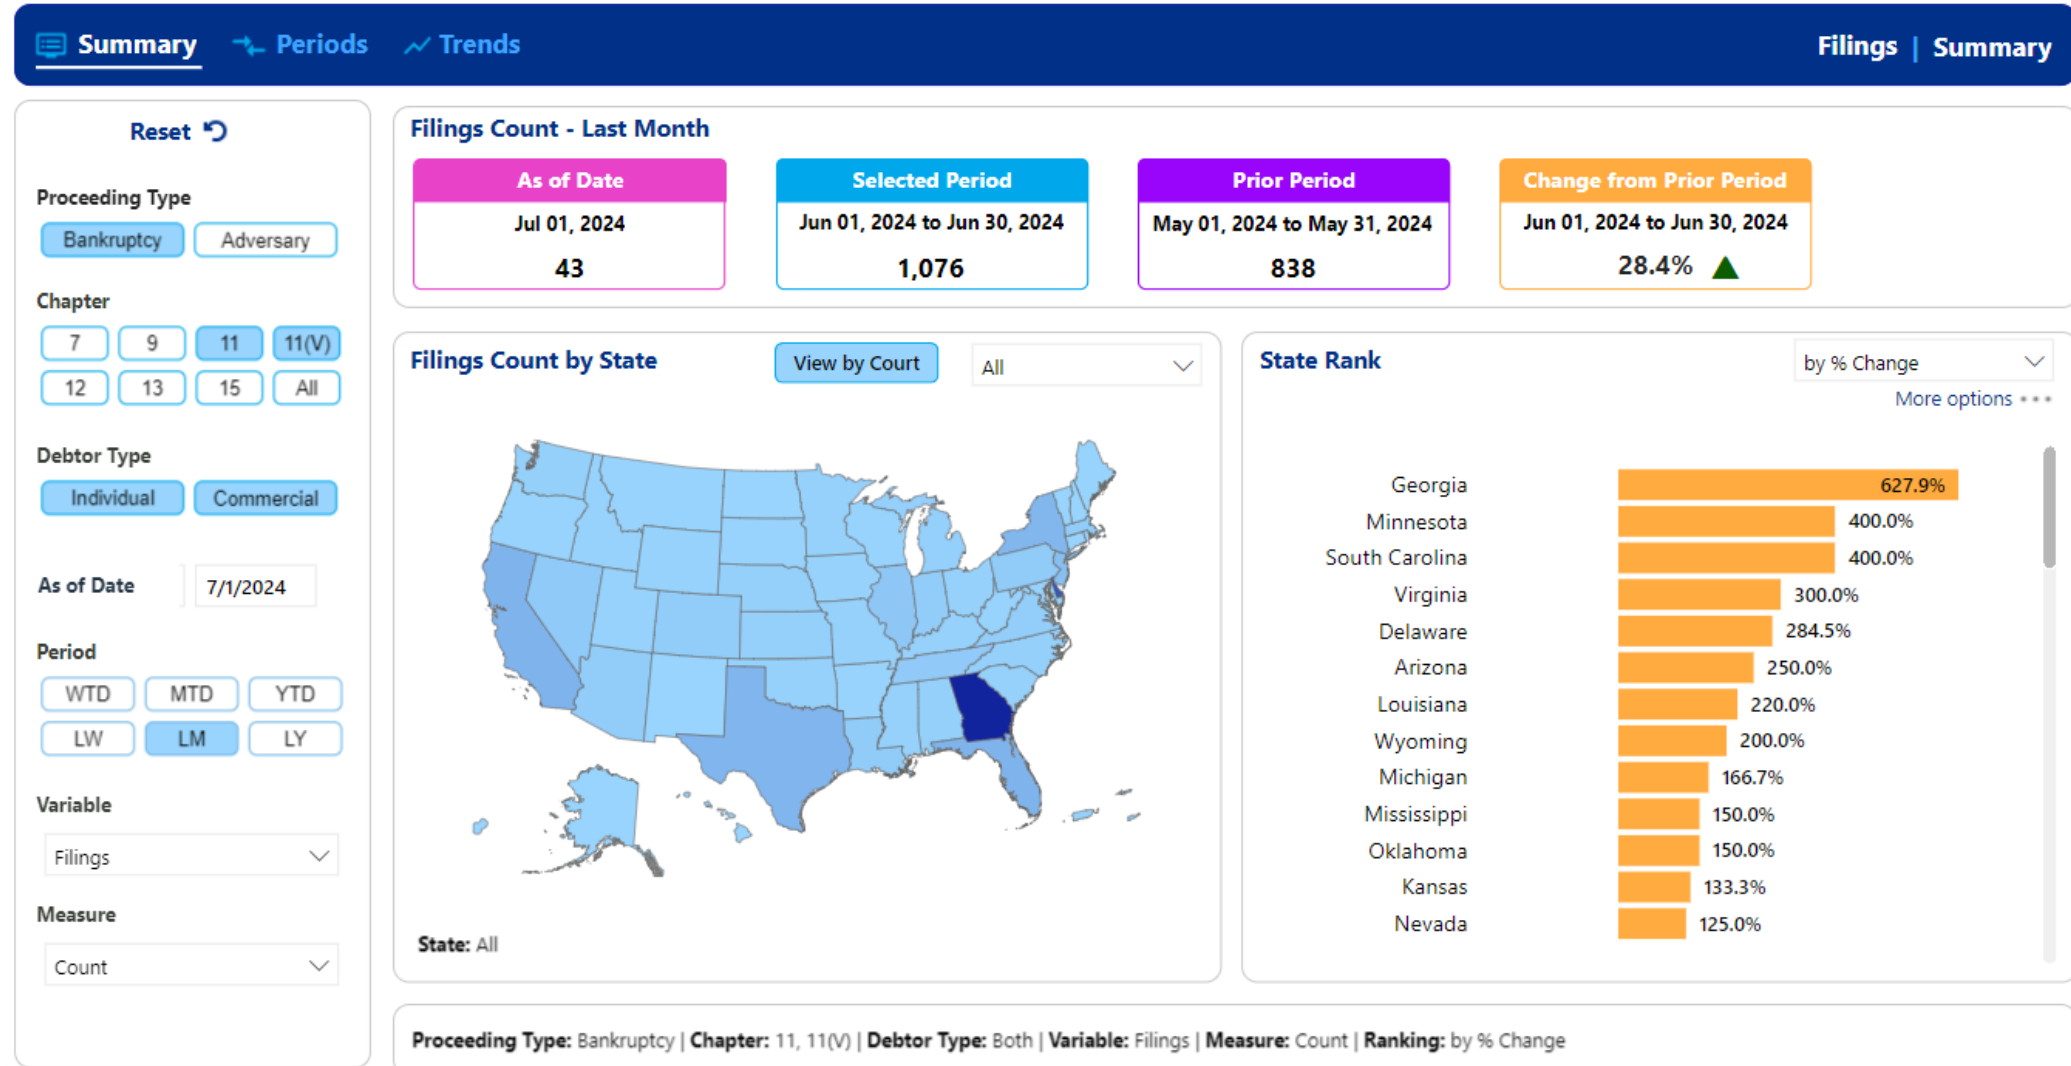 Summary Periods Trends Filings | Summary
Reset
Proceeding Type
Bankruptcy Adversary
Chapter
7 9 11 11(V)
12 13 15 All
Debtor Type
Individual Commercial
As of Date 7/1/2024
Period
WTD MTD YTD
LW LM LY
Variable
Filings
Measure
Count
Filings Count - Last Month
As of Date
Jul 01, 2024
43
Selected Period
Jun 01, 2024 to Jun 30, 2024
1,076
Prior Period
May 01, 2024 to May 31, 2024
838
Change from Prior Period
Jun 01, 2024 to Jun 30, 2024
28.4%
Filings Count by State View by Court All
State: All
State Rank by % Change
More options
Georgia 627.9%
Minnesota 400.0%
South Carolina 400.0%
Virginia 300.0%
Delaware 284.5%
Arizona 250.0%
Louisiana 220.0%
Wyoming 200.0%
Michigan 166.7%
Mississippi 150.0%
Oklahoma 150.0%
Kansas 133.3%
Nevada 125.0%
Proceeding Type: Bankruptcy | Chapter: 11, 11(V) | Debtor Type: Both | Variable: Filings | Measure: Count | Ranking: by % Change